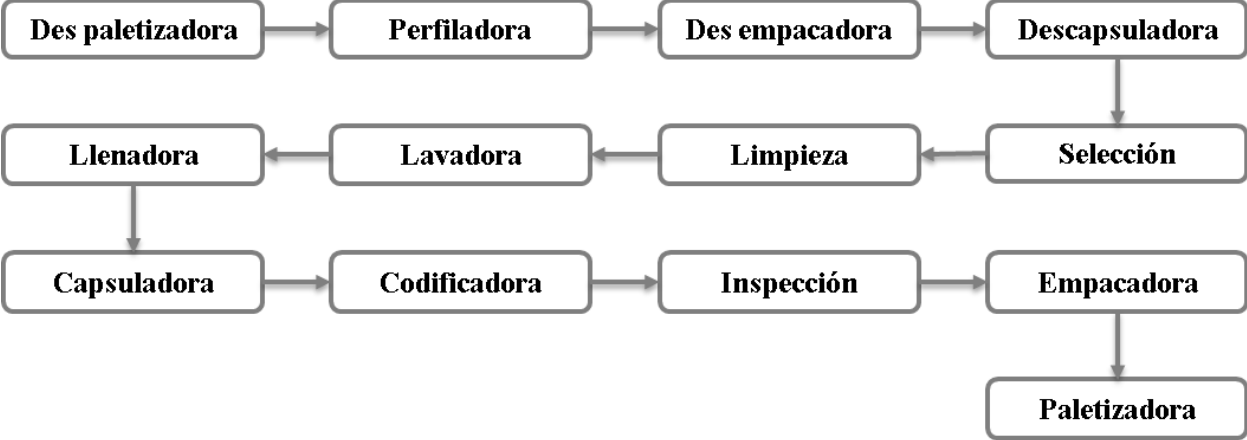 Des paletizadora
Perfiladora
Des empacadora
Descapsuladora
Selección
Limpieza
Lavadora
Llenadora
Capsuladora
Codificadora
Inspección
Empacadora
Paletizadora